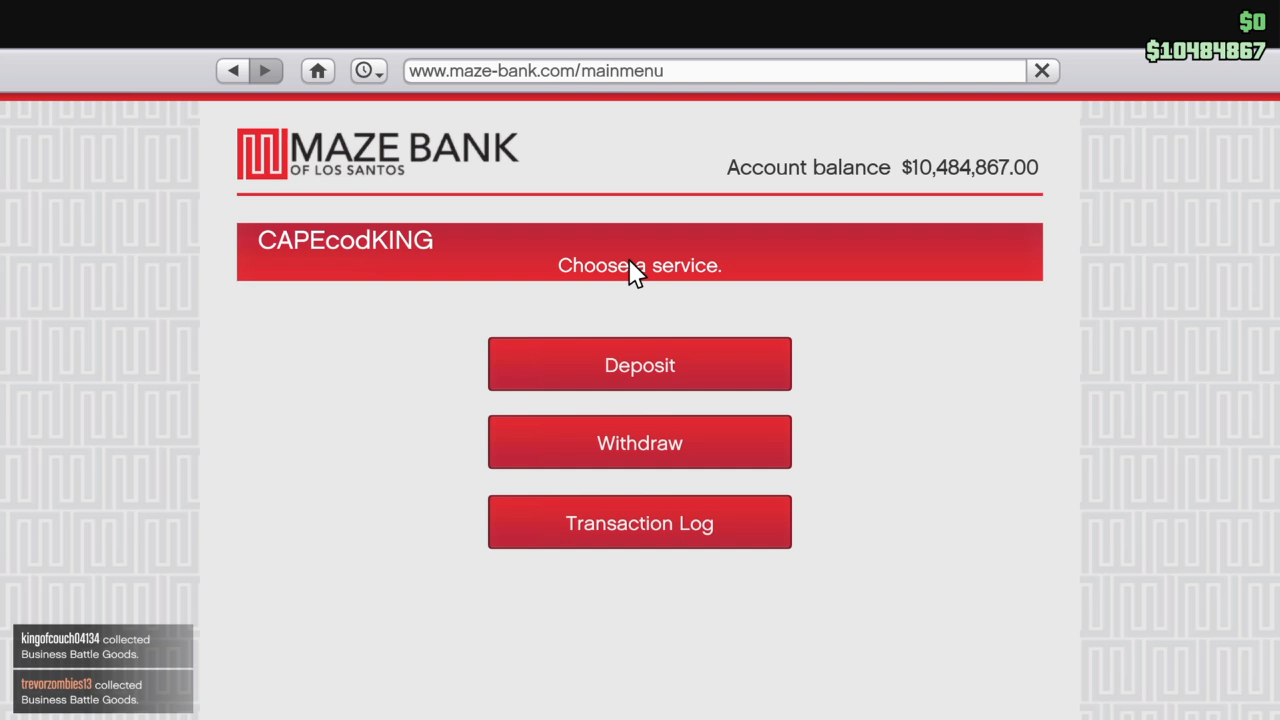 $0
$10484867
www.maze-bank.com/mainmenu
MAZE BANK
OF LOS SANTOS
Account balance $10,484,867.00
CAPEcodKING
Choose a service.
Deposit
Withdraw
Transaction Log
kingofcouch04134 collected
Business Battle Goods.
trevorzombies13 collected
Business Battle Goods.